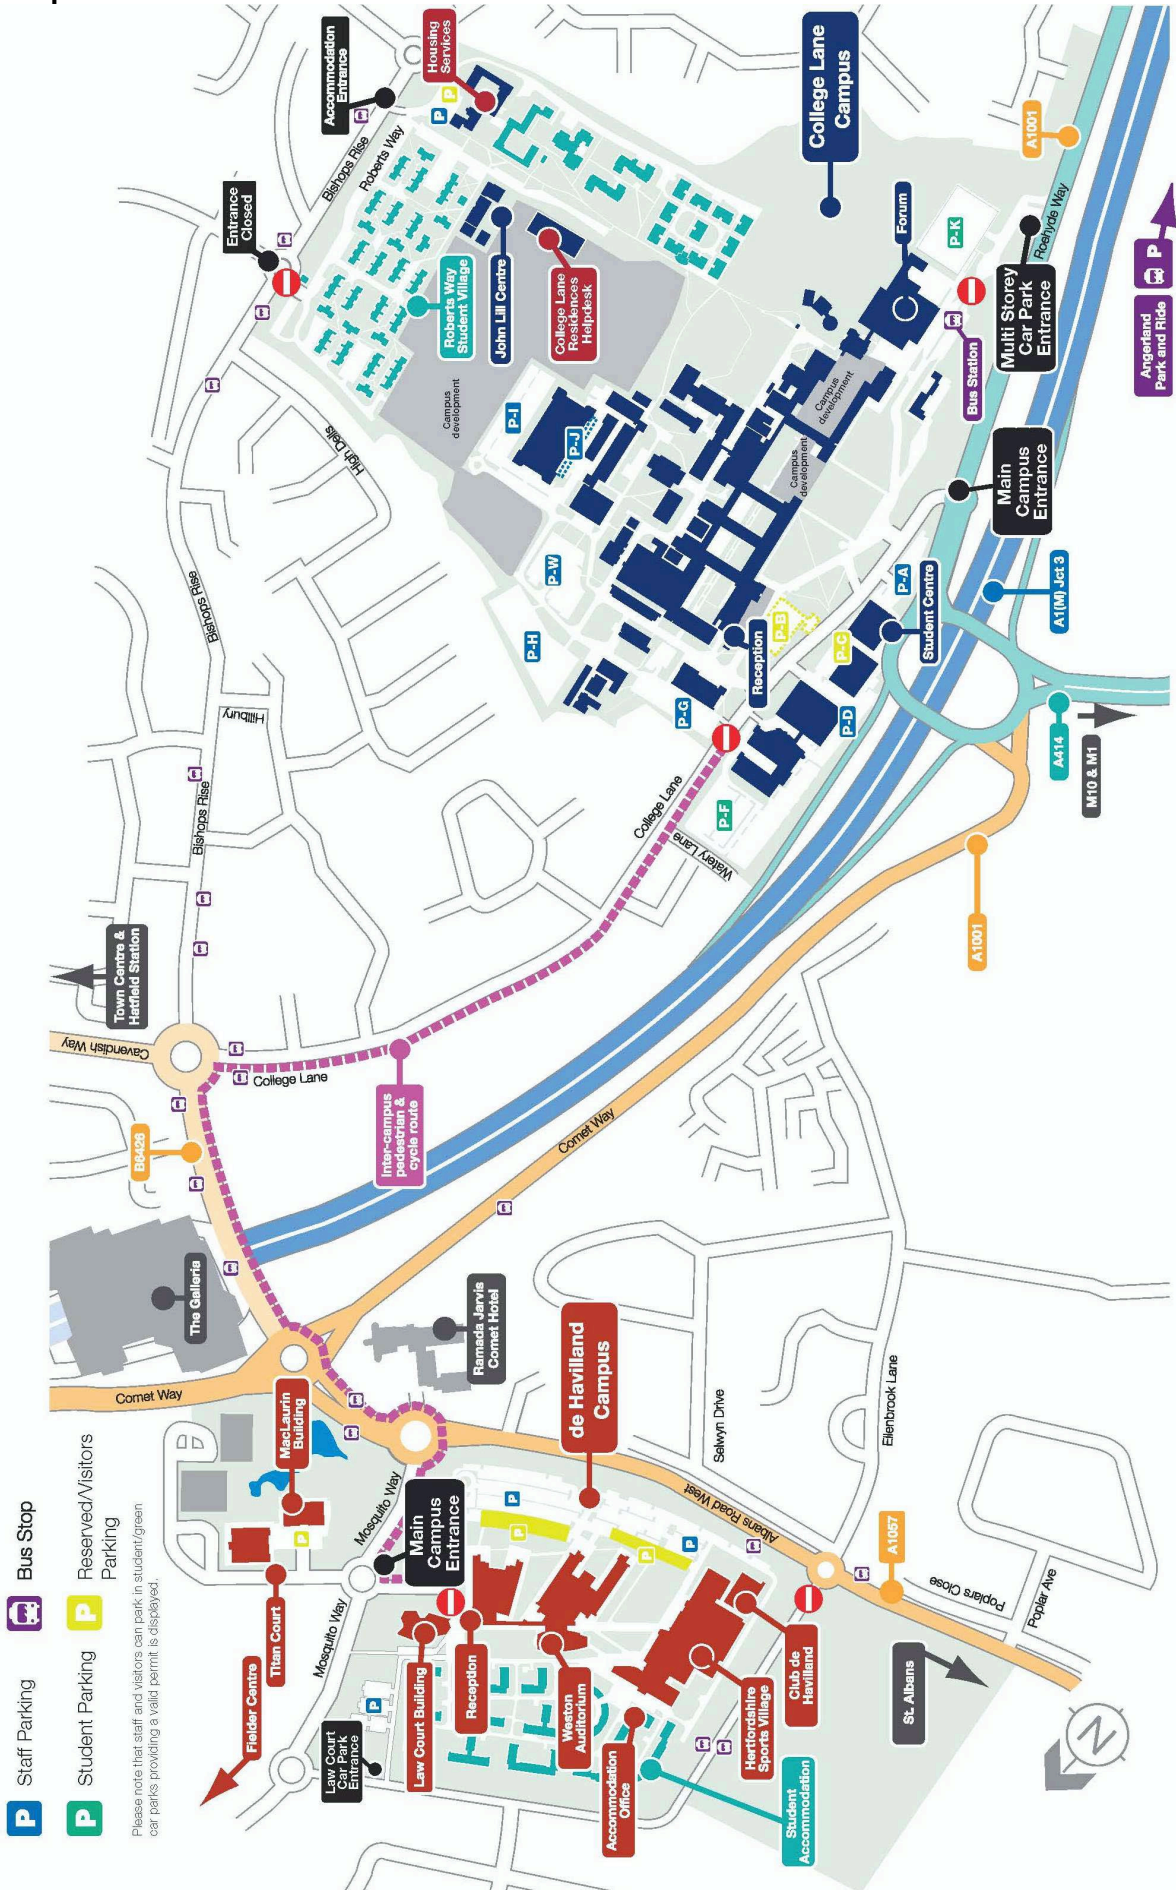 Staff Parking
Bus Stop
Student Parking
Reserved/Visitors
Parking
Please note that staff and visitors can park in student/green
car parks providing a valid permit is displayed.
P
P
P
Fielder Centre
Titan Court
MacLaurin
Building
Mosquito Way
Mosquito Way
Law Court
Car Park
Entrance
Law Court Building
Main
Campus
Entrance
Reception
Weston
Auditorium
Accommodation
Office
Student
Accommodation
Hertfordshire
Sports Village
Club de
Havilland
de Havilland
Campus
St. Albans
A1057
Poplars Close
Poplar Ave
Albans Road West
Selwyn Drive
Ellenbrook Lane
Comet Way
The Galleria
Ramada Jarvis
Comet Hotel
B6426
Cavendish Way
Town Centre &
Hatfield Station
College Lane
Inter-campus
pedestrian &
cycle route
Comet Way
A1001
Bishops Rise
Hillbury
Bishops Rise
High Dells
College Lane
Watery Lane
P-F
P-G
P-H
P-W
P-I
P-J
P-D
P-C
P-B
P-A
P-K
Reception
Student Centre
A414
M10 & M1
A1(M) Jct 3
Main
Campus
Entrance
Campus
development
Campus
development
Campus
development
Entrance
Closed
Bishops Rise
Roberts Way
Accommodation
Entrance
Housing
Services
P
P
Roberts Way
Student Village
John Lill Centre
College Lane
Residences
Helpdesk
College Lane
Campus
Forum
Bus Station
Multi Storey
Car Park
Entrance
Roehyde Way
A1001
Angerland
Park and Ride
P
P
P
P
P
P
P
N